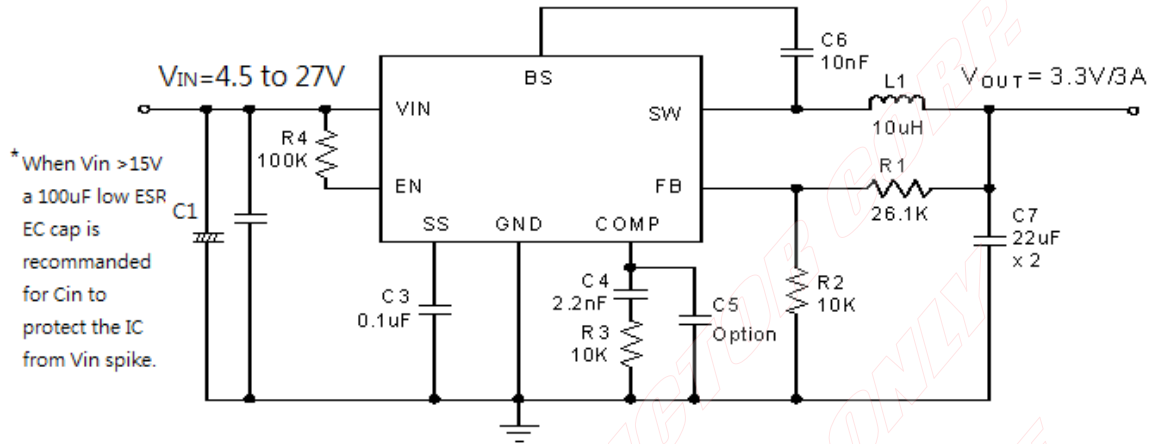 C6
10nF
VIN=4.5 to 27V
BS
L1
VOUT = 3.3V/3A
VIN
SW
10uH
R4
100K
*When Vin >15V
a 100uF low ESR
EC cap is
recommanded
for Cin to
protect the IC
from Vin spike.
C1
EN
FB
R1
26.1K
SS
GND
COMP
C7
22uF
x 2
C3
0.1uF
C4
2.2nF
R3
10K
C5
Option
R2
10K
CTOR CORP.
ONLY